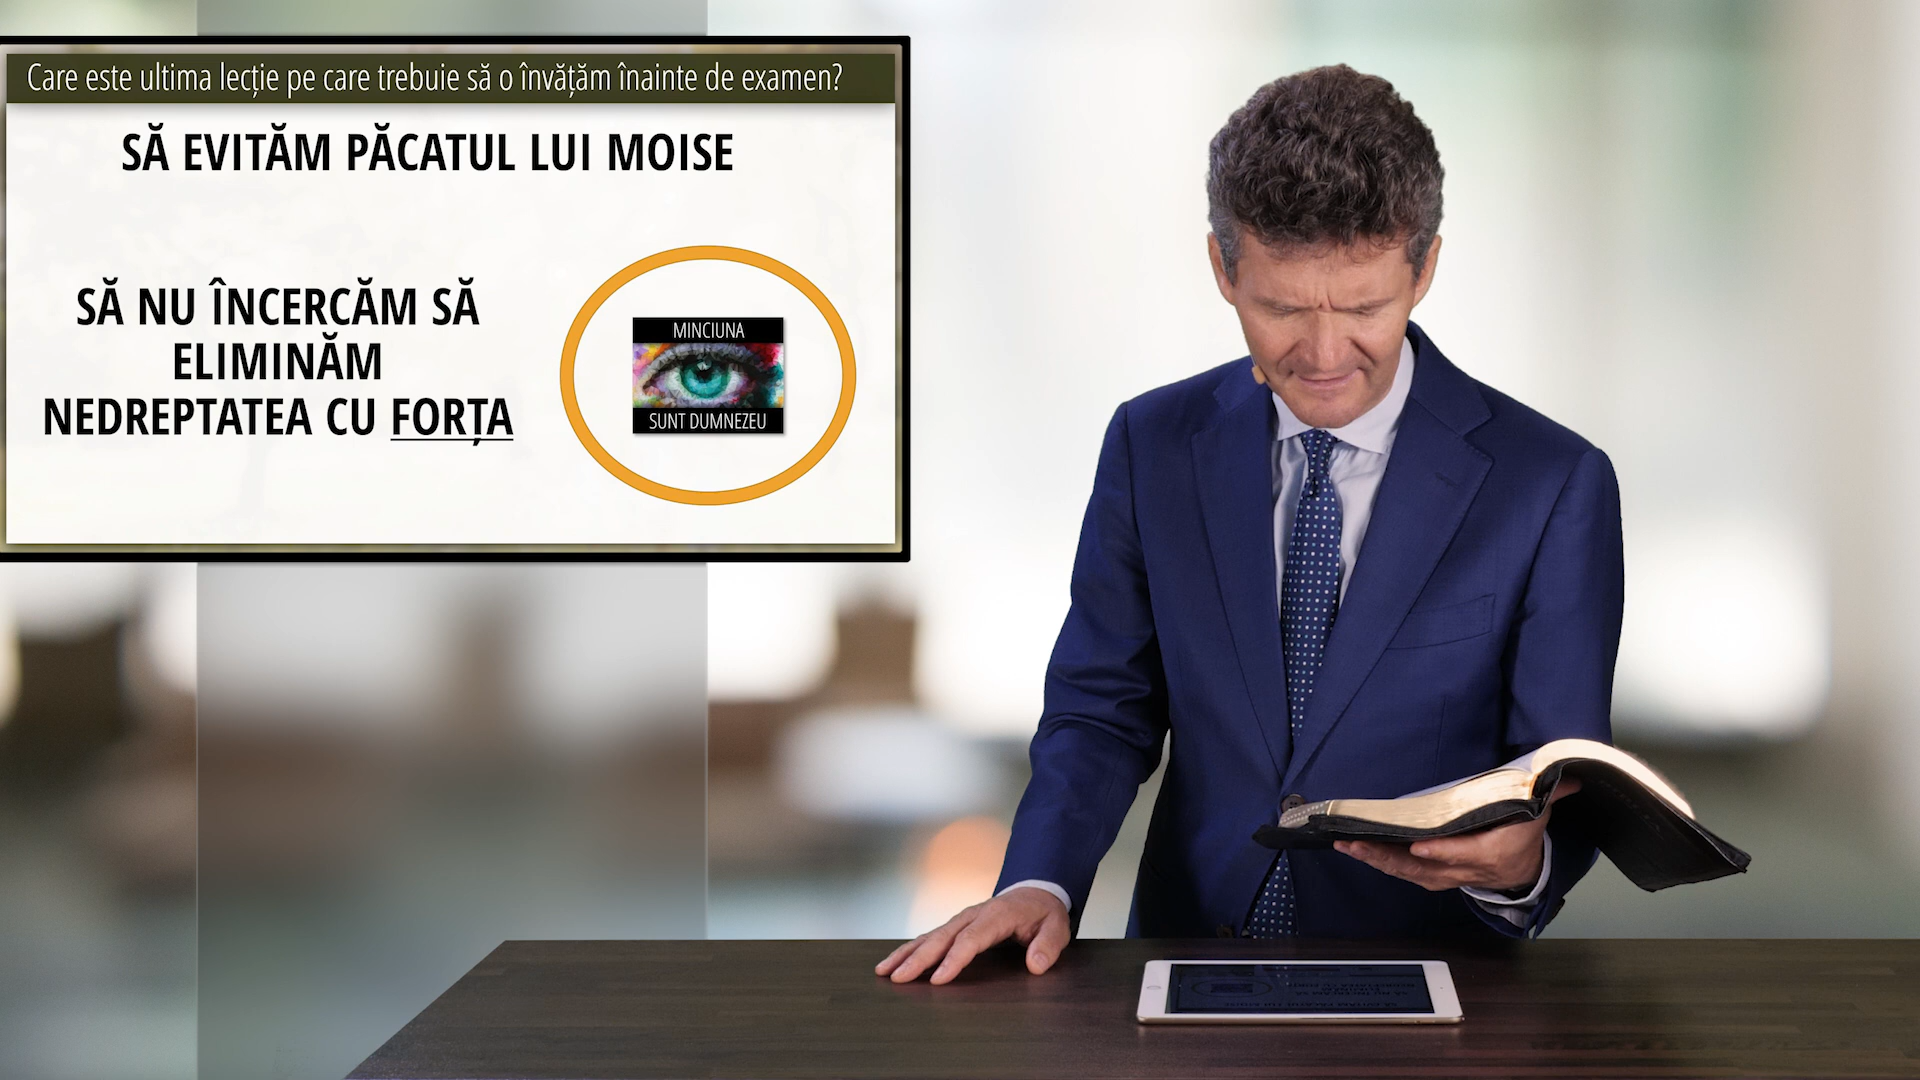 Care este ultima lecție pe care trebuie să o învățăm înainte de examen?
SĂ EVITĂM PĂCATUL LUI MOISE
SĂ NU ÎNCERCĂM SĂ
ELIMINĂM
NEDREPTATEA CU FORȚA
MINCIUNA
SUNT DUMNEZEU